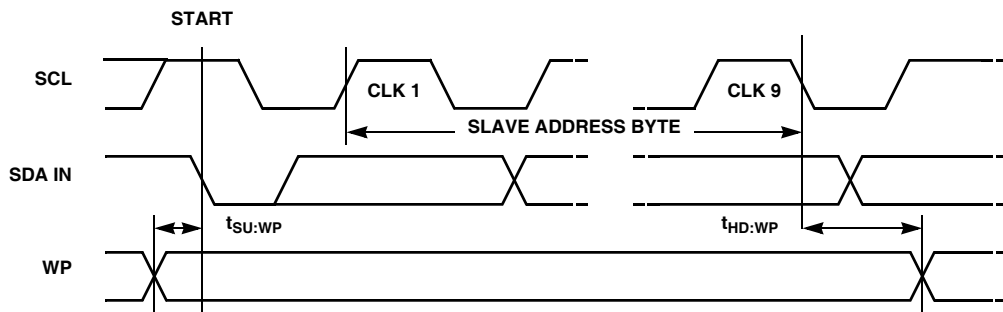 START
SCL
CLK 1
CLK 9
SLAVE ADDRESS BYTE
SDA IN
tSU:WP
tHD:WP
WP